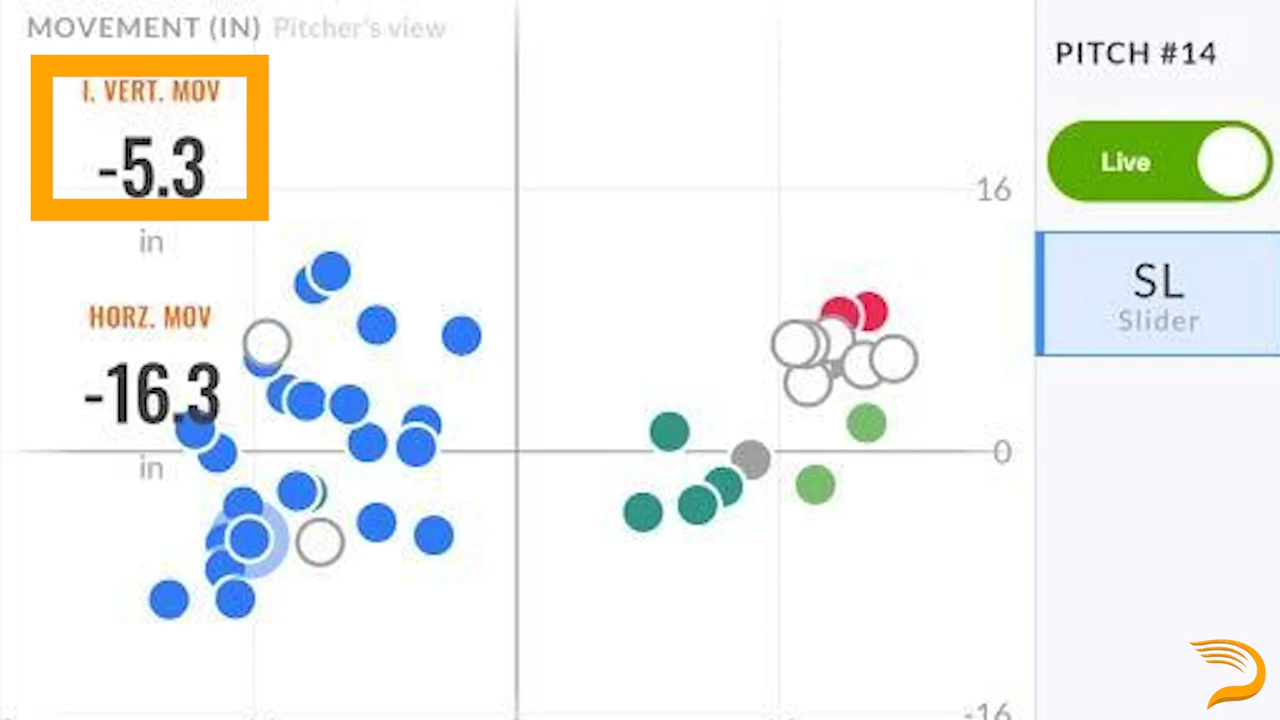 MOVEMENT (IN) Pitcher's view
I. VERT. MOV
-5.3
in
HORZ. MOV
-16.3
in
16
0
-16
PITCH #14
Live
SL
Slider